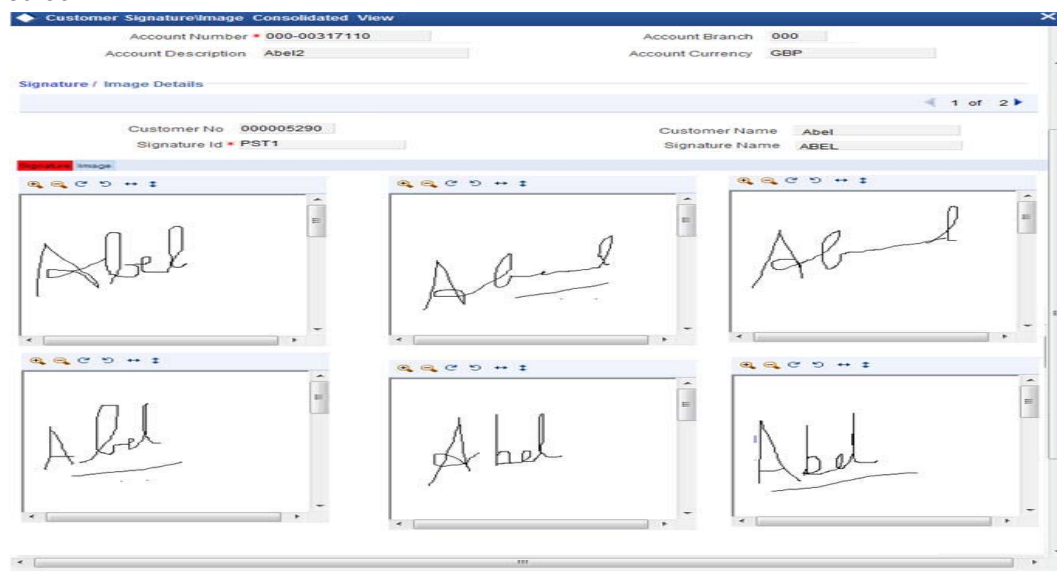 Customer Signature\Image Consolidated View
Account Number * 000-00317110 Account Branch 000
Account Description Abel2 Account Currency GBP
Signature / Image Details
1 of 2
Customer No 000005290 Customer Name Abel
Signature Id * PST1 Signature Name ABEL
Signature Image
Abel Abel Abel
Abel Abel Abel